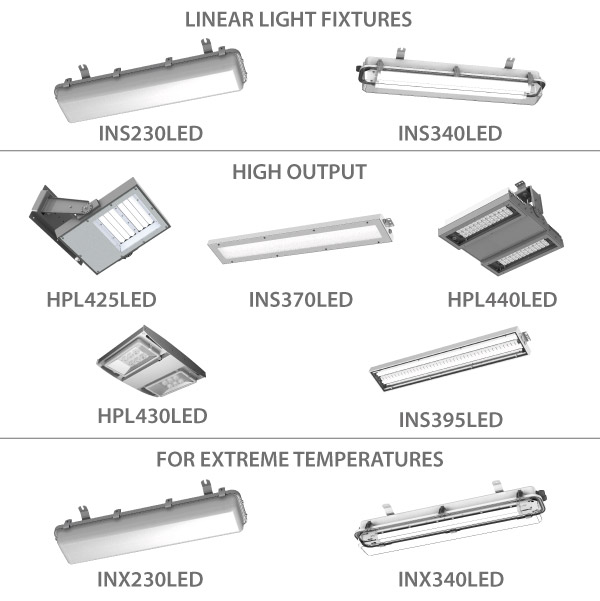 LINEAR LIGHT FIXTURES
INS230LED
INS340LED
HIGH OUTPUT
HPL425LED
INS370LED
HPL440LED
HPL430LED
INS395LED
FOR EXTREME TEMPERATURES
INX230LED
INX340LED